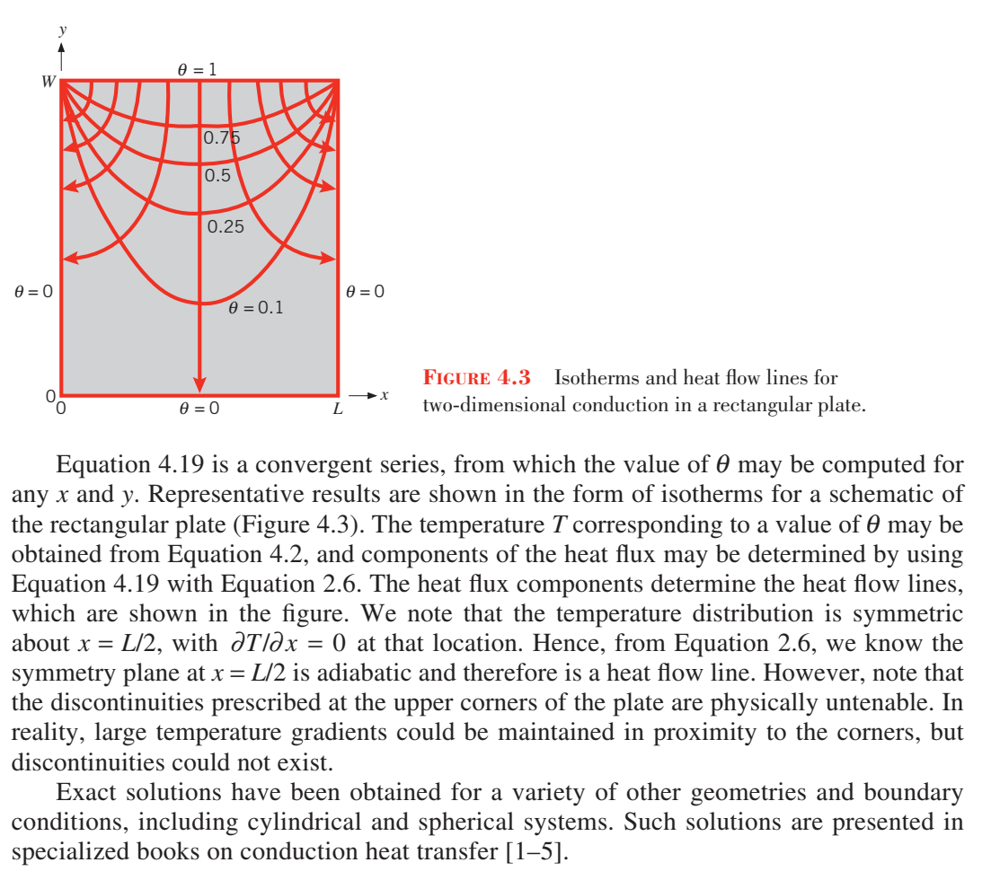 y
W
θ = 1
0.75
0.5
0.25
θ = 0
θ = 0
θ = 0.1
0
x
0
θ = 0
L
FIGURE 4.3 Isotherms and heat flow lines for
two-dimensional conduction in a rectangular plate.
Equation 4.19 is a convergent series, from which the value of θ may be computed for
any x and y. Representative results are shown in the form of isotherms for a schematic of
the rectangular plate (Figure 4.3). The temperature T corresponding to a value of θ may be
obtained from Equation 4.2, and components of the heat flux may be determined by using
Equation 4.19 with Equation 2.6. The heat flux components determine the heat flow lines,
which are shown in the figure. We note that the temperature distribution is symmetric
about x = L/2, with ∂T/∂x = 0 at that location. Hence, from Equation 2.6, we know the
symmetry plane at x = L/2 is adiabatic and therefore is a heat flow line. However, note that
the discontinuities prescribed at the upper corners of the plate are physically untenable. In
reality, large temperature gradients could be maintained in proximity to the corners, but
discontinuities could not exist.
Exact solutions have been obtained for a variety of other geometries and boundary
conditions, including cylindrical and spherical systems. Such solutions are presented in
specialized books on conduction heat transfer [1–5].